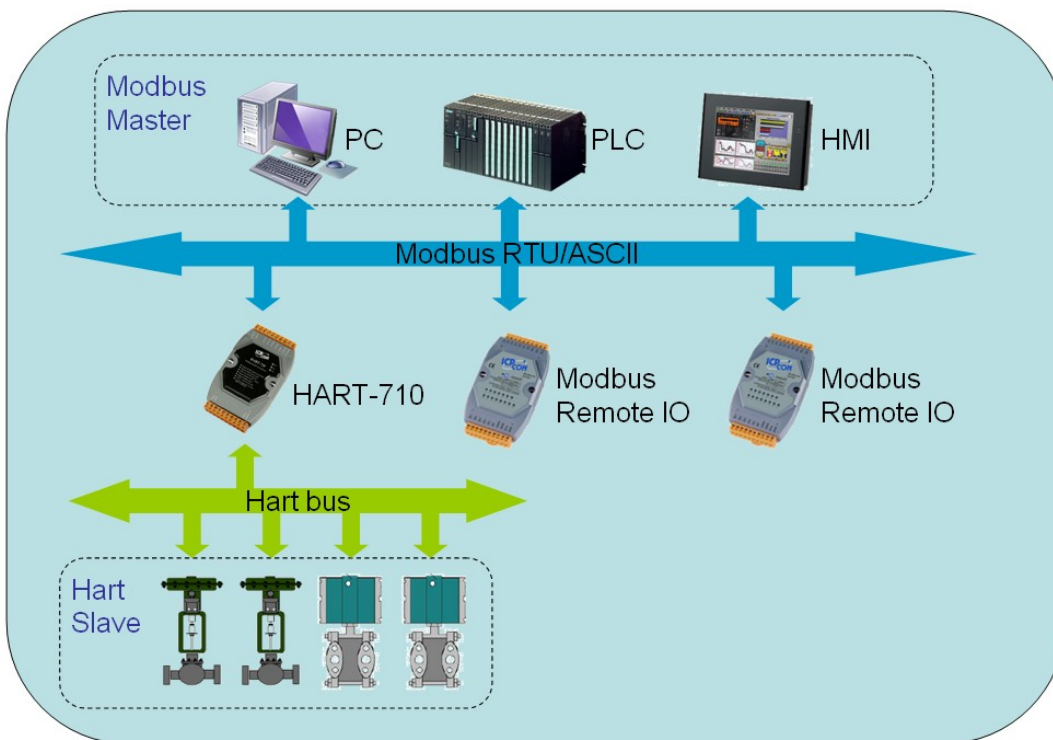 Modbus
Master
PC
PLC
HMI
Modbus RTU/ASCII
HART-710
Modbus
Remote IO
Modbus
Remote IO
Hart bus
Hart
Slave